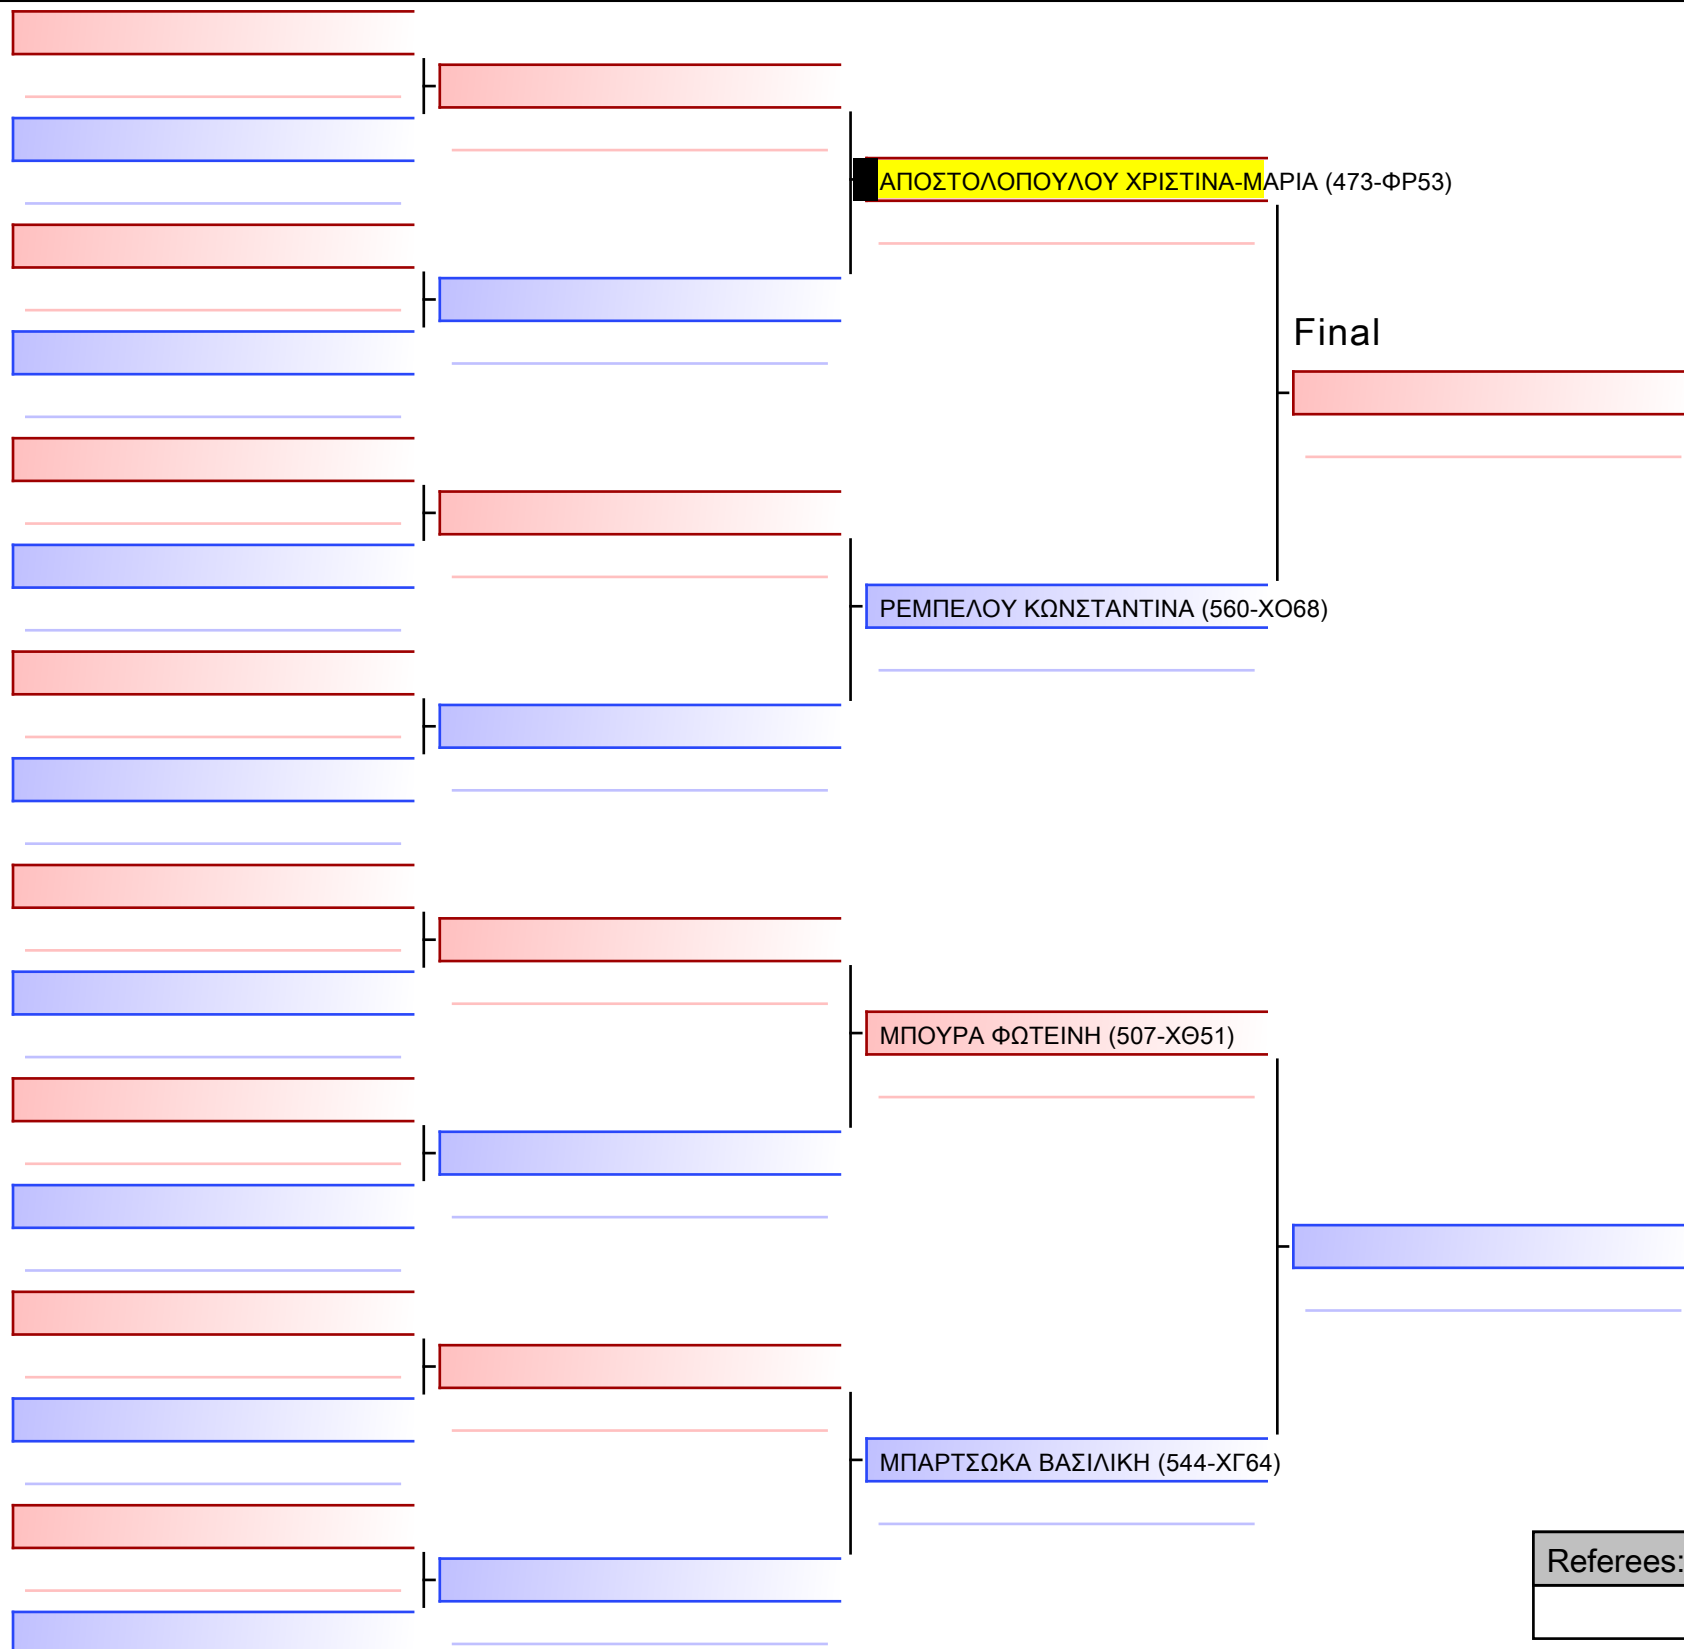 ΑΠΟΣΤΟΛΟΠΟΥΛΟΥ ΧΡΙΣΤΙΝΑ-ΜΑΡΙΑ (473-ΦΡ53)
Final
ΡΕΜΠΕΛΟΥ ΚΩΝΣΤΑΝΤΙΝΑ (560-ΧΟ68)
ΜΠΟΥΡΑ ΦΩΤΕΙΝΗ (507-ΧΘ51)
ΜΠΑΡΤΣΩΚΑ ΒΑΣΙΛΙΚΗ (544-ΧΓ64)
Referees: